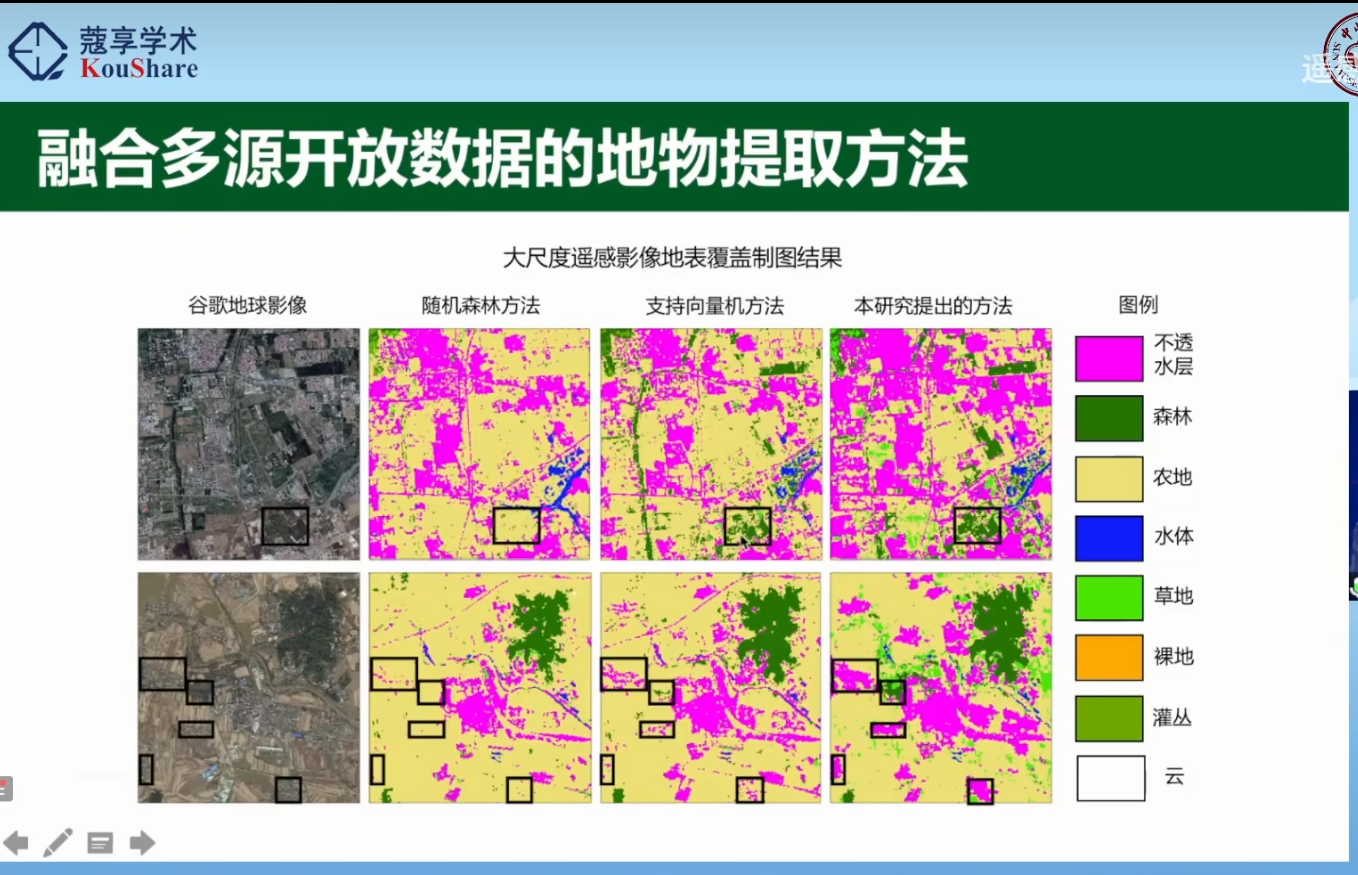 蔻享学术
KouShare
融合多源开放数据的地物提取方法
大尺度遥感影像地表覆盖制图结果
谷歌地球影像
随机森林方法
支持向量机方法
本研究提出的方法
图例
不透
水层
森林
农地
水体
草地
裸地
灌丛
云